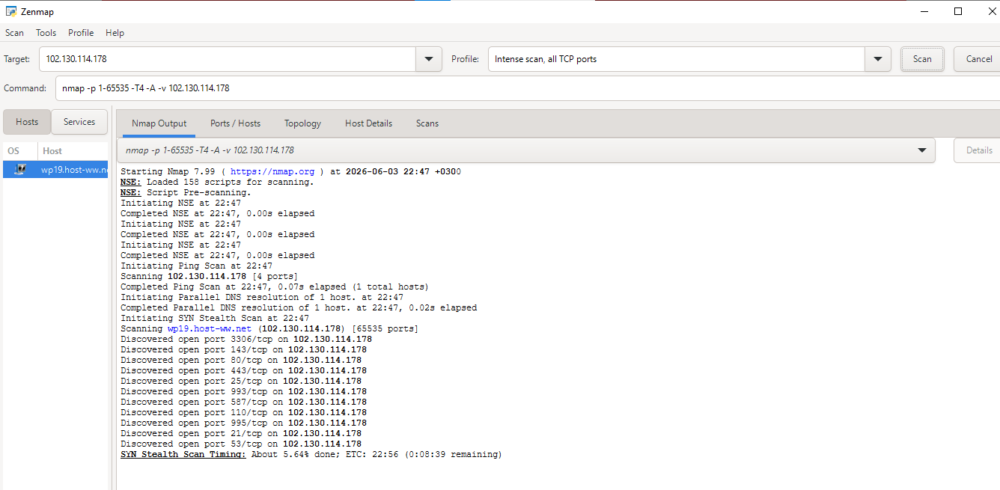 Zenmap
Scan Tools Profile Help
Target: 102.130.114.178 Profile: Intense scan, all TCP ports Scan Cancel
Command: nmap -p 1-65535 -T4 -A -v 102.130.114.178
Hosts Services Nmap Output Ports / Hosts Topology Host Details Scans
OS Host nmap -p 1-65535 -T4 -A -v 102.130.114.178 Details
wp19.host-ww.ne
Starting Nmap 7.99 ( https://nmap.org ) at 2026-06-03 22:47 +0300
NSE: Loaded 158 scripts for scanning.
NSE: Script Pre-scanning.
Initiating NSE at 22:47
Completed NSE at 22:47, 0.00s elapsed
Initiating NSE at 22:47
Completed NSE at 22:47, 0.00s elapsed
Initiating NSE at 22:47
Completed NSE at 22:47, 0.00s elapsed
Initiating Ping Scan at 22:47
Scanning 102.130.114.178 [4 ports]
Completed Ping Scan at 22:47, 0.07s elapsed (1 total hosts)
Initiating Parallel DNS resolution of 1 host. at 22:47
Completed Parallel DNS resolution of 1 host. at 22:47, 0.02s elapsed
Initiating SYN Stealth Scan at 22:47
Scanning wp19.host-ww.net (102.130.114.178) [65535 ports]
Discovered open port 3306/tcp on 102.130.114.178
Discovered open port 143/tcp on 102.130.114.178
Discovered open port 80/tcp on 102.130.114.178
Discovered open port 443/tcp on 102.130.114.178
Discovered open port 25/tcp on 102.130.114.178
Discovered open port 993/tcp on 102.130.114.178
Discovered open port 587/tcp on 102.130.114.178
Discovered open port 110/tcp on 102.130.114.178
Discovered open port 995/tcp on 102.130.114.178
Discovered open port 21/tcp on 102.130.114.178
Discovered open port 53/tcp on 102.130.114.178
SYN Stealth Scan Timing: About 5.64% done; ETC: 22:56 (0:08:39 remaining)